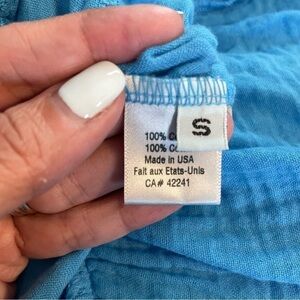 S
100%
100%
Made in USA
Fait aux Etats-Unis
CA# 42241